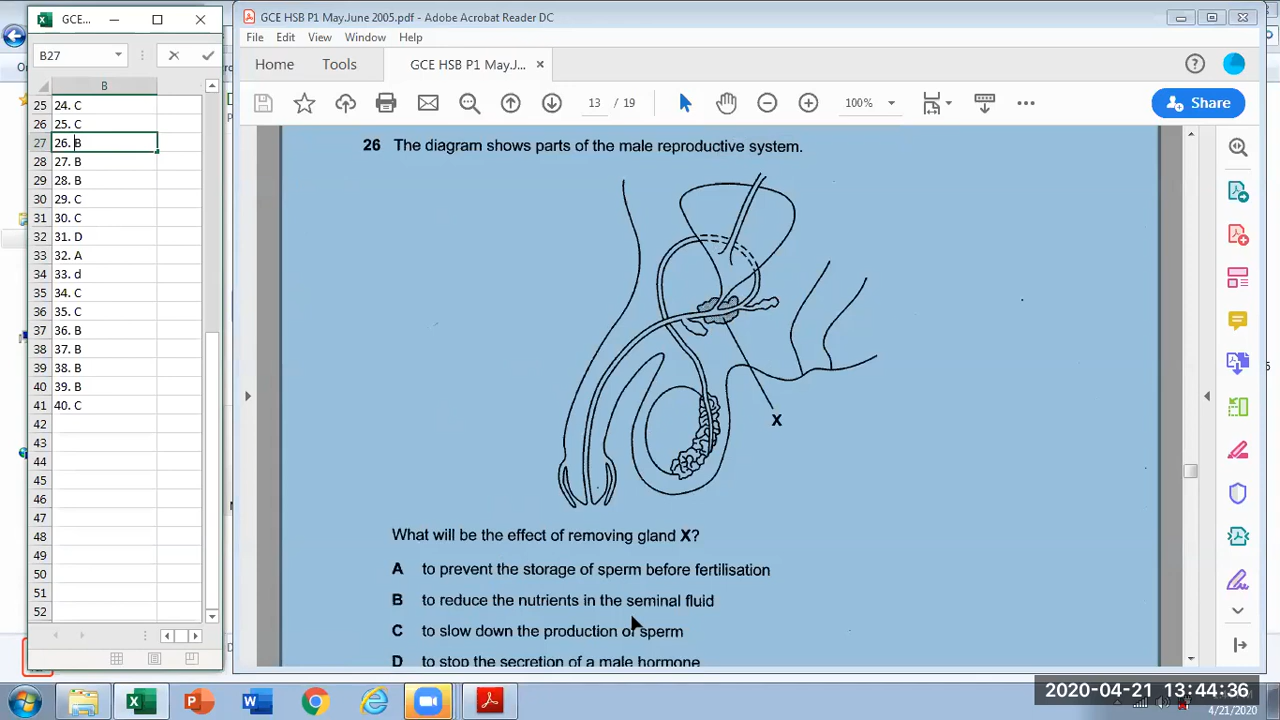 GCE...
GCE HSB P1 May.June 2005.pdf - Adobe Acrobat Reader DC
File Edit View Window Help
B27
Home Tools GCE HSB P1 May.J...
13 / 19
100%
Share
B
25 24. C
26 25. C
27 26. B
28 27. B
29 28. B
30 29. C
31 30. C
32 31. D
33 32. A
34 33. d
35 34. C
36 35. C
37 36. B
38 37. B
39 38. B
40 39. B
41 40. C
42
43
44
45
46
47
48
49
50
51
52
26 The diagram shows parts of the male reproductive system.
X
What will be the effect of removing gland X?
A to prevent the storage of sperm before fertilisation
B to reduce the nutrients in the seminal fluid
C to slow down the production of sperm
D to stop the secretion of a male hormone
2020-04-21 13:44:36
4/21/2020